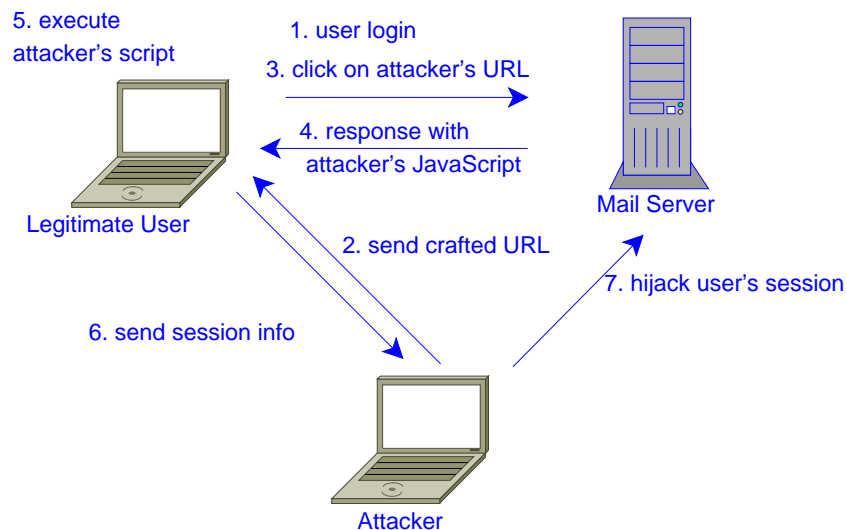 5. execute
attacker's script
1. user login
3. click on attacker's URL
4. response with
attacker's JavaScript
Legitimate User
Mail Server
2. send crafted URL
7. hijack user's session
6. send session info
Attacker